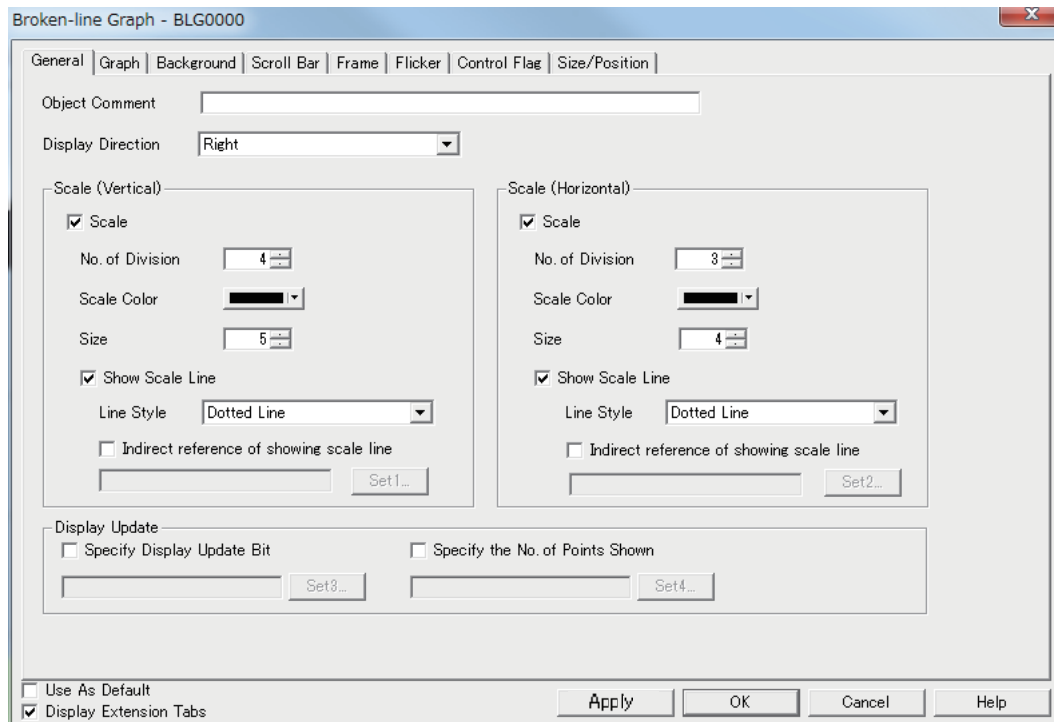 Broken-line Graph - BLG0000
General Graph Background Scroll Bar Frame Flicker Control Flag Size/Position
Object Comment
Display Direction Right
Scale (Vertical)
Scale
No. of Division 4
Scale Color
Size 5
Show Scale Line
Line Style Dotted Line
Indirect reference of showing scale line
Set1...
Scale (Horizontal)
Scale
No. of Division 3
Scale Color
Size 4
Show Scale Line
Line Style Dotted Line
Indirect reference of showing scale line
Set2...
Display Update
Specify Display Update Bit
Set3...
Specify the No. of Points Shown
Set4...
Use As Default
Display Extension Tabs
Apply OK Cancel Help